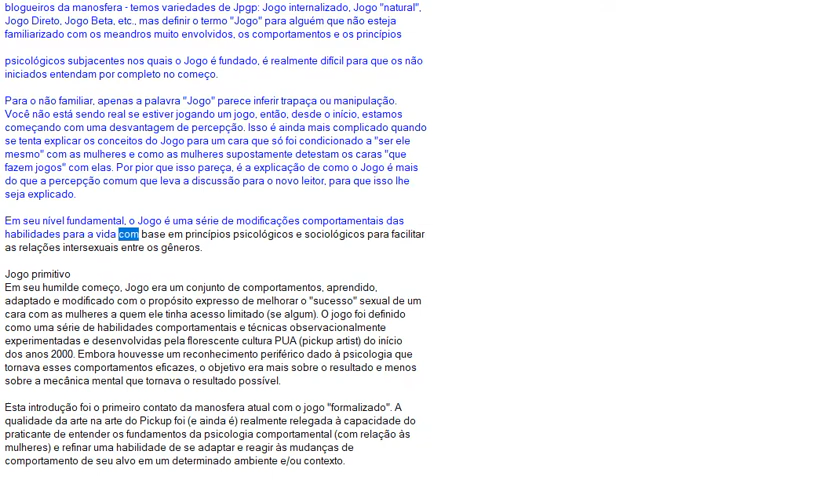 blogueiros da manosfera - temos variedades de Jpgp: Jogo internalizado, Jogo "natural",
Jogo Direto, Jogo Beta, etc., mas definir o termo "Jogo" para alguém que não esteja
familiarizado com os meandros muito envolvidos, os comportamentos e os princípios
psicológicos subjacentes nos quais o Jogo é fundado, é realmente difícil para que os não
iniciados entendam por completo no começo.
Para o não familiar, apenas a palavra "Jogo" parece inferir trapaça ou manipulação.
Você não está sendo real se estiver jogando um jogo, então, desde o início, estamos
começando com uma desvantagem de percepção. Isso é ainda mais complicado quando
se tenta explicar os conceitos do Jogo para um cara que só foi condicionado a "ser ele
mesmo" com as mulheres e como as mulheres supostamente detestam os caras "que
fazem jogos" com elas. Por pior que isso pareça, é a explicação de como o Jogo é mais
do que a percepção comum que leva a discussão para o novo leitor, para que isso lhe
seja explicado.
Em seu nível fundamental, o Jogo é uma série de modificações comportamentais das
habilidades para a vida com base em princípios psicológicos e sociológicos para facilitar
as relações intersexuais entre os gêneros.
Jogo primitivo
Em seu humilde começo, Jogo era um conjunto de comportamentos, aprendido,
adaptado e modificado com o propósito expresso de melhorar o "sucesso" sexual de um
cara com as mulheres a quem ele tinha acesso limitado (se algum). O jogo foi definido
como uma série de habilidades comportamentais e técnicas observacionalmente
experimentadas e desenvolvidas pela florescente cultura PUA (pickup artist) do início
dos anos 2000. Embora houvesse um reconhecimento periférico dado à psicologia que
tornava esses comportamentos eficazes, o objetivo era mais sobre o resultado e menos
sobre a mecânica mental que tornava o resultado possível.
Esta introdução foi o primeiro contato da manosfera atual com o jogo "formalizado". A
qualidade da arte na arte do Pickup foi (e ainda é) realmente relegada à capacidade do
praticante de entender os fundamentos da psicologia comportamental (com relação às
mulheres) e refinar uma habilidade de se adaptar e reagir às mudanças de
comportamento de seu alvo em um determinado ambiente e/ou contexto.